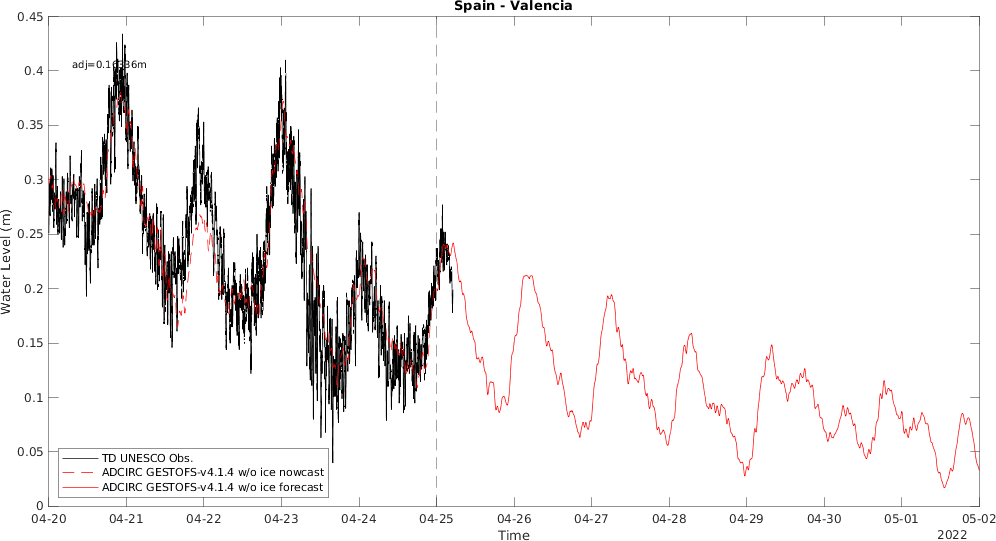 Spain - Valencia
0.45
0.4
0.35
0.3
0.25
0.2
0.15
0.1
0.05
0
Water Level (m)
TD UNESCO Obs.
ADCIRC GESTOFS-v4.1.4 w/o ice nowcast
ADCIRC GESTOFS-v4.1.4 w/o ice forecast
04-20 04-21 04-22 04-23 04-24 04-25 04-26 04-27 04-28 04-29 04-30 05-01 05-02
Time
2022